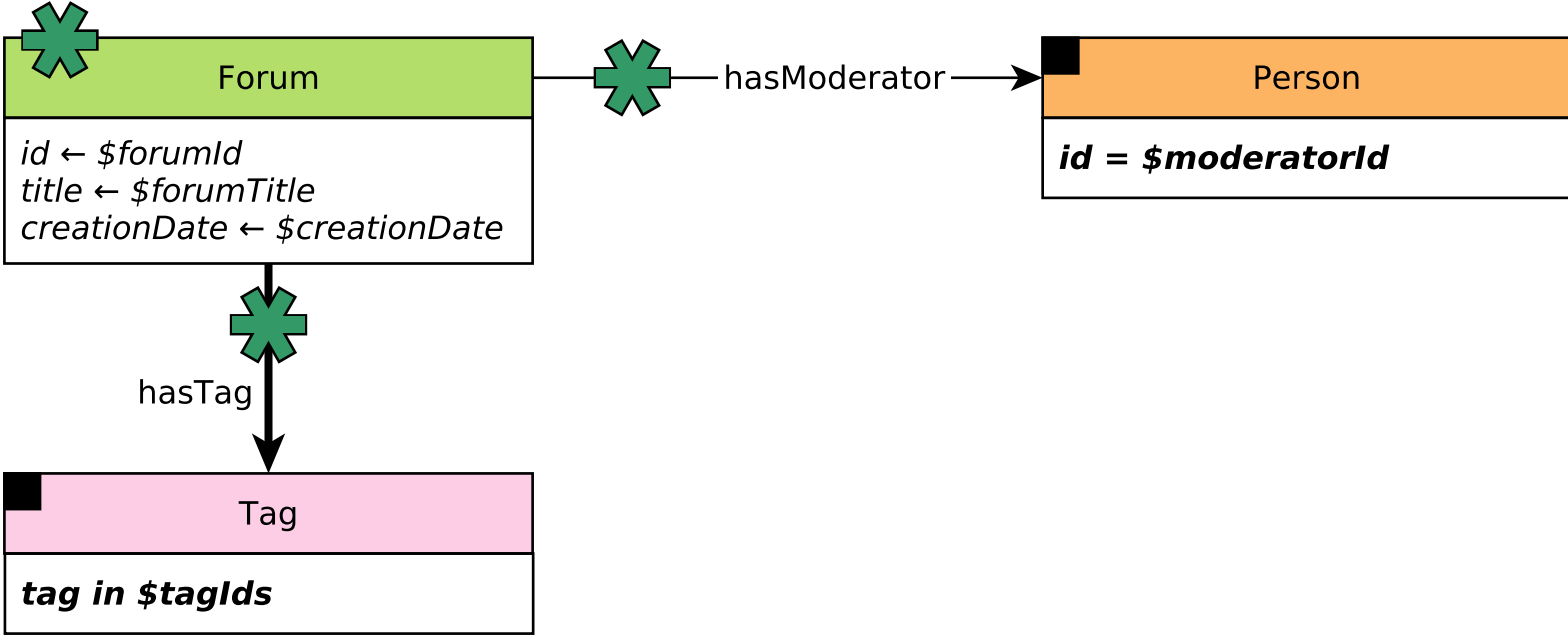 Forum
hasModerator
Person
id ← $forumId
title ← $forumTitle
creationDate ← $creationDate
id = $moderatorId
hasTag
Tag
tag in $tagIds